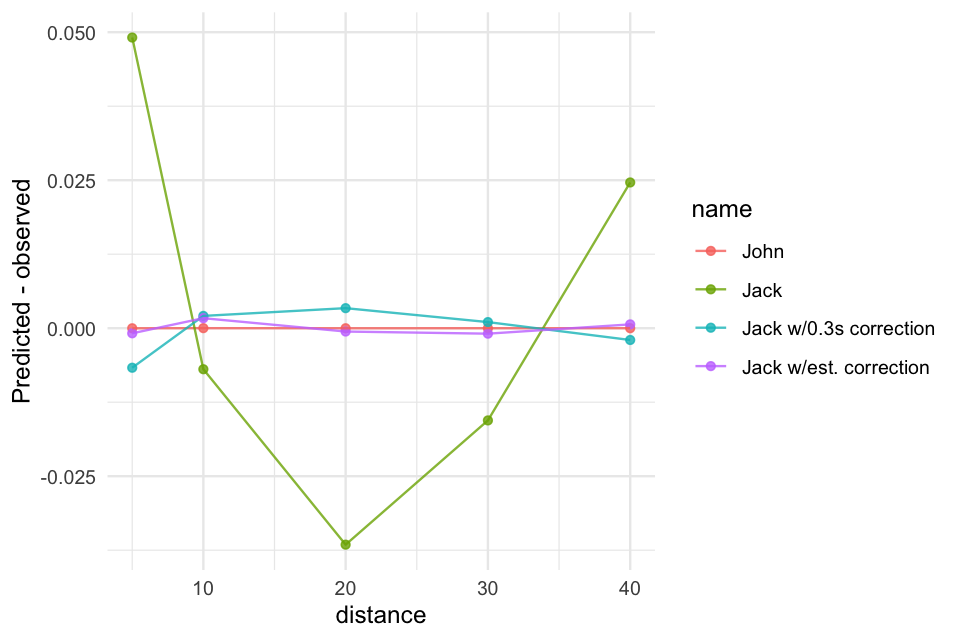 0.050
0.025
0.000
-0.025
Predicted - observed
10 20 30 40
distance
name
John
Jack
Jack w/0.3s correction
Jack w/est. correction